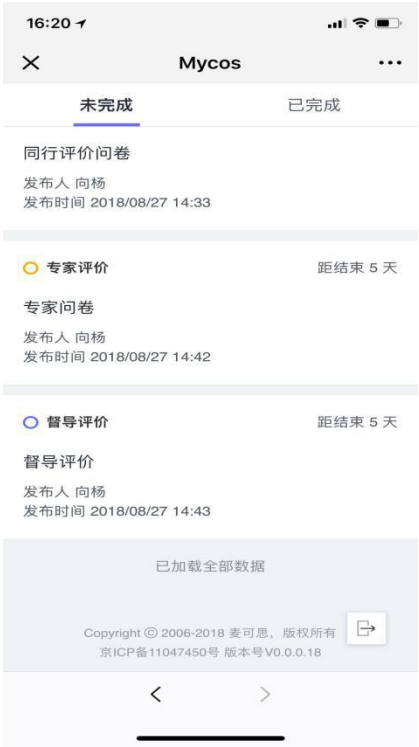 16:20
Mycos
未完成 已完成
同行评价问卷
发布人 向杨
发布时间 2018/08/27 14:33
专家评价 距结束 5 天
专家问卷
发布人 向杨
发布时间 2018/08/27 14:42
督导评价 距结束 5 天
督导评价
发布人 向杨
发布时间 2018/08/27 14:43
已加载全部数据
Copyright © 2006-2018 麦可思，版权所有
京ICP备11047450号 版本号V0.0.0.18